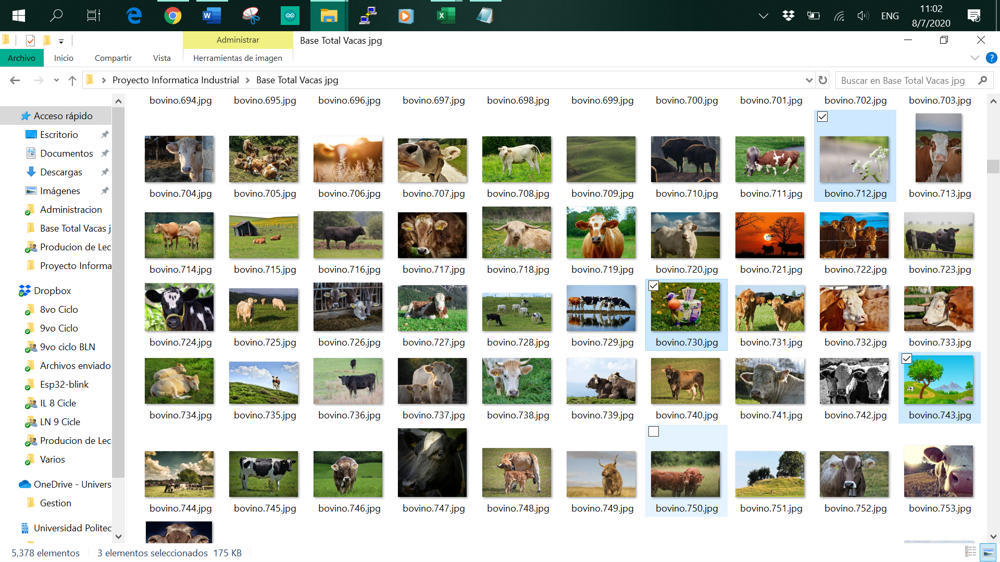 ENG
11:02
8/7/2020
Administrar
Base Total Vacas jpg
Archivo
Inicio
Compartir
Vista
Herramientas de imagen
Proyecto Informatica Industrial
Base Total Vacas jpg
Buscar en Base Total Vacas jpg
bovino.694.jpg
bovino.695.jpg
bovino.696.jpg
bovino.697.jpg
bovino.698.jpg
bovino.699.jpg
bovino.700.jpg
bovino.701.jpg
bovino.702.jpg
bovino.703.jpg
Acceso rápido
Escritorio
Documentos
Descargas
Imágenes
Administracion
Base Total Vacas j
Producion de Lec
Proyecto Informa
Dropbox
8vo Ciclo
9vo Ciclo
9vo ciclo BLN
Archivos enviado
Esp32-blink
IL 8 Cicle
LN 9 Cicle
Producion de Lec
Varios
OneDrive - Univers
Gestion
Universidad Politec
bovino.704.jpg
bovino.705.jpg
bovino.706.jpg
bovino.707.jpg
bovino.708.jpg
bovino.709.jpg
bovino.710.jpg
bovino.711.jpg
bovino.712.jpg
bovino.713.jpg
bovino.714.jpg
bovino.715.jpg
bovino.716.jpg
bovino.717.jpg
bovino.718.jpg
bovino.719.jpg
bovino.720.jpg
bovino.721.jpg
bovino.722.jpg
bovino.723.jpg
bovino.724.jpg
bovino.725.jpg
bovino.726.jpg
bovino.727.jpg
bovino.728.jpg
bovino.729.jpg
bovino.730.jpg
bovino.731.jpg
bovino.732.jpg
bovino.733.jpg
bovino.734.jpg
bovino.735.jpg
bovino.736.jpg
bovino.737.jpg
bovino.738.jpg
bovino.739.jpg
bovino.740.jpg
bovino.741.jpg
bovino.742.jpg
bovino.743.jpg
bovino.744.jpg
bovino.745.jpg
bovino.746.jpg
bovino.747.jpg
bovino.748.jpg
bovino.749.jpg
bovino.750.jpg
bovino.751.jpg
bovino.752.jpg
bovino.753.jpg
5,378 elementos
3 elementos seleccionados 175 KB